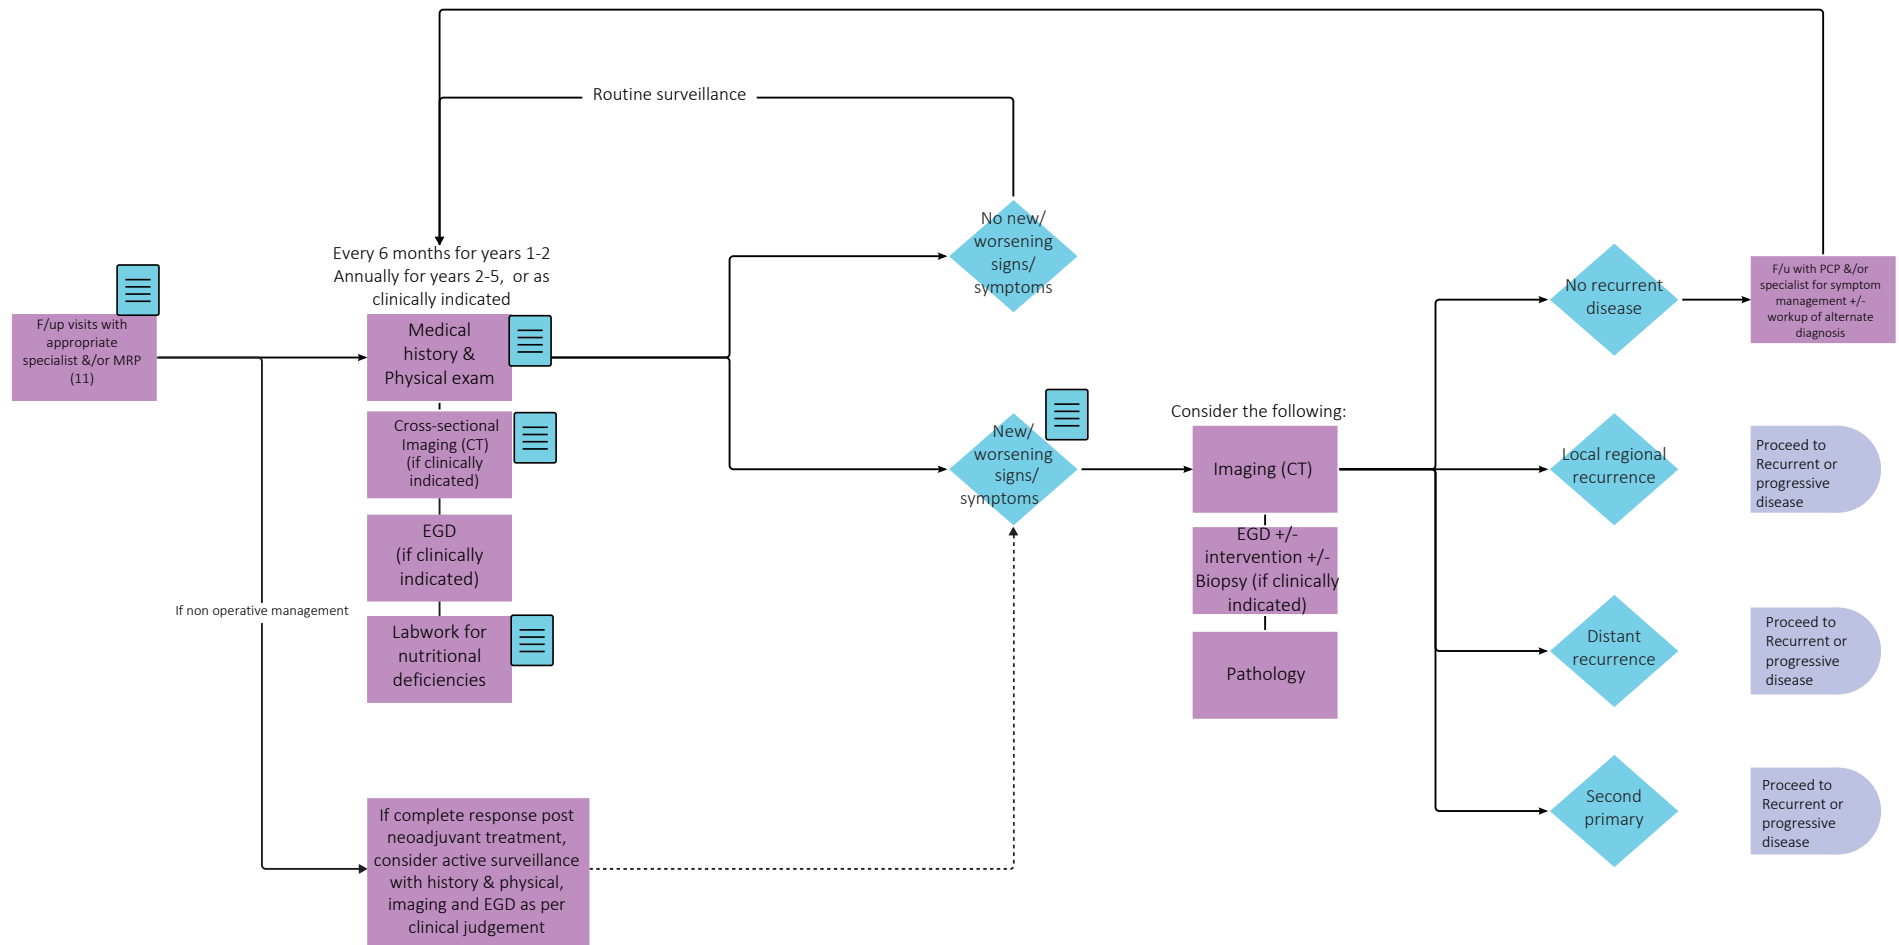 Routine surveillance
Every 6 months for years 1-2
Annually for years 2-5,  or as
clinically indicated
F/up visits with
appropriate
specialist &/or MRP
(11)
Medical
history &
Physical exam
Cross-sectional
Imaging (CT)
(if clinically
indicated)
EGD
(if clinically
indicated)
Labwork for
nutritional
deficiencies
If non operative management
If complete response post
neoadjuvant treatment,
consider active surveillance
with history & physical,
imaging and EGD as per
clinical judgement
No new/
worsening
signs/
symptoms
New/
worsening
signs/
symptoms
Consider the following:
Imaging (CT)
EGD +/-
intervention +/-
Biopsy (if clinically
indicated)
Pathology
No recurrent
disease
F/u with PCP &/or
specialist for symptom
management +/-
workup of alternate
diagnosis
Local regional
recurrence
Proceed to
Recurrent or
progressive
disease
Distant
recurrence
Proceed to
Recurrent or
progressive
disease
Second
primary
Proceed to
Recurrent or
progressive
disease